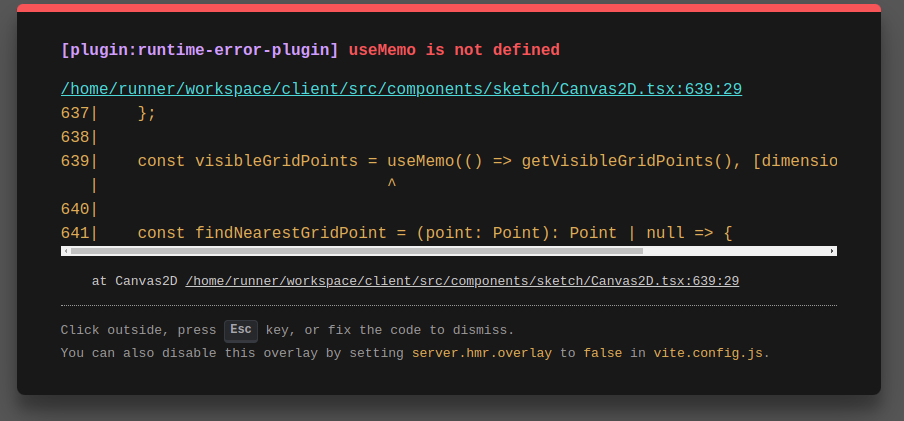 [plugin:runtime-error-plugin] useMemo is not defined
/home/runner/workspace/client/src/components/sketch/Canvas2D.tsx:639:29
637|    };
638|
639|    const visibleGridPoints = useMemo(() => getVisibleGridPoints(), [dimensio
   |                              ^
640|
641|    const findNearestGridPoint = (point: Point): Point | null => {
at Canvas2D /home/runner/workspace/client/src/components/sketch/Canvas2D.tsx:639:29
Click outside, press Esc key, or fix the code to dismiss.
You can also disable this overlay by setting server.hmr.overlay to false in vite.config.js.